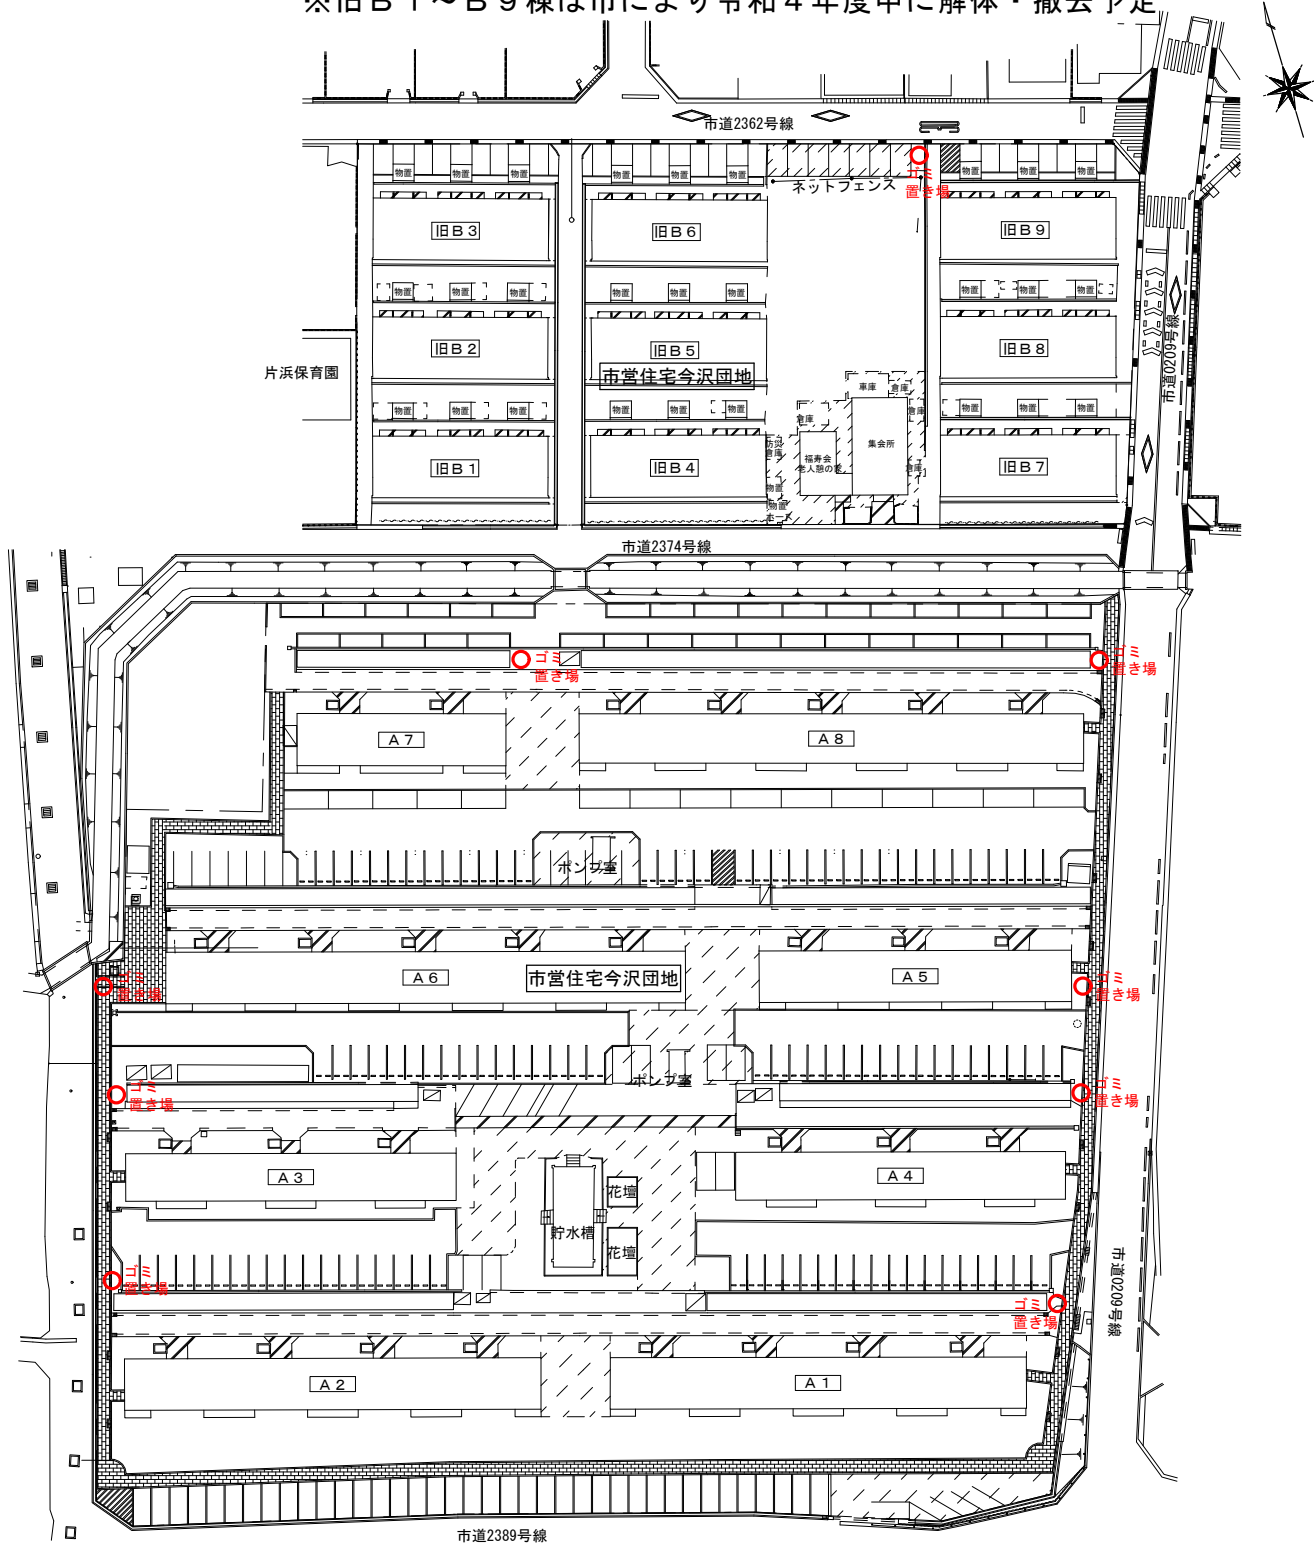 ※旧Ｂ１～Ｂ９棟は市により令和４年度中に解体・撤去予定
市道2362号線
物置
物置
物置
物置
物置
物置
物置
物置
物置
ゴミ
置き場
ネットフェンス
旧Ｂ３
旧Ｂ６
旧Ｂ９
物置
物置
物置
物置
物置
物置
物置
物置
物置
市道0209号線
旧Ｂ２
旧Ｂ５
旧Ｂ８
片浜保育園
市営住宅今沢団地
車庫
倉庫
物置
物置
物置
物置
物置
物置
倉庫
倉庫
物置
物置
物置
防災
倉庫
集会所
福寿会
老人憩の家
倉庫
旧Ｂ１
旧Ｂ４
旧Ｂ７
物置
物置
ホース
市道2374号線
ゴミ
置き場
ゴミ
置き場
Ａ７
Ａ８
ポンプ室
Ａ６
市営住宅今沢団地
Ａ５
ゴミ
置き場
ゴミ
置き場
ポンプ室
ゴミ
置き場
ゴミ
置き場
Ａ３
Ａ４
花壇
貯水槽
花壇
ゴミ
置き場
ゴミ
置き場
市道0209号線
Ａ２
Ａ１
市道2389号線